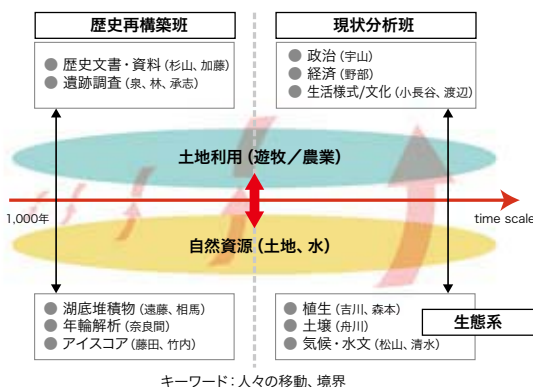 歴史再構築班
現状分析班
● 歴史文書・資料 (杉山、加藤)
● 遺跡調査 (泉、林、承志)
● 政治 (宇山)
● 経済 (野部)
● 生活様式/文化 (小長谷、渡辺)
土地利用 (遊牧/農業)
1,000年
time scale
自然資源 (土地、水)
● 湖底堆積物 (遠藤、相馬)
● 年輪解析 (奈良間)
● アイスコア (藤田、竹内)
● 植生 (吉川、森本)
● 土壌 (舟川)
● 気候・水文 (松山、清水)
生態系
キーワード：人々の移動、境界